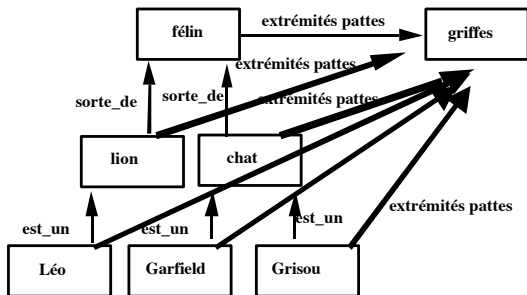 extrémités pattes
félin
griffes
extrémités pattes
sorte_de
sorte_de
extrémités pattes
lion
chat
extrémités pattes
est_un
est_un
est_un
Léo
Garfield
Grisou